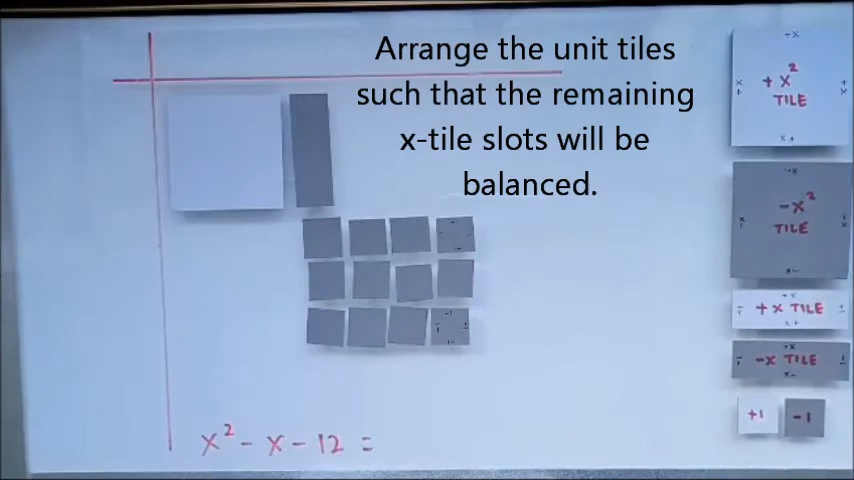 Arrange the unit tiles
such that the remaining
x-tile slots will be
balanced.
+x² TILE
-x² TILE
+x TILE
-x TILE
+1
-1
x² - x - 12 =